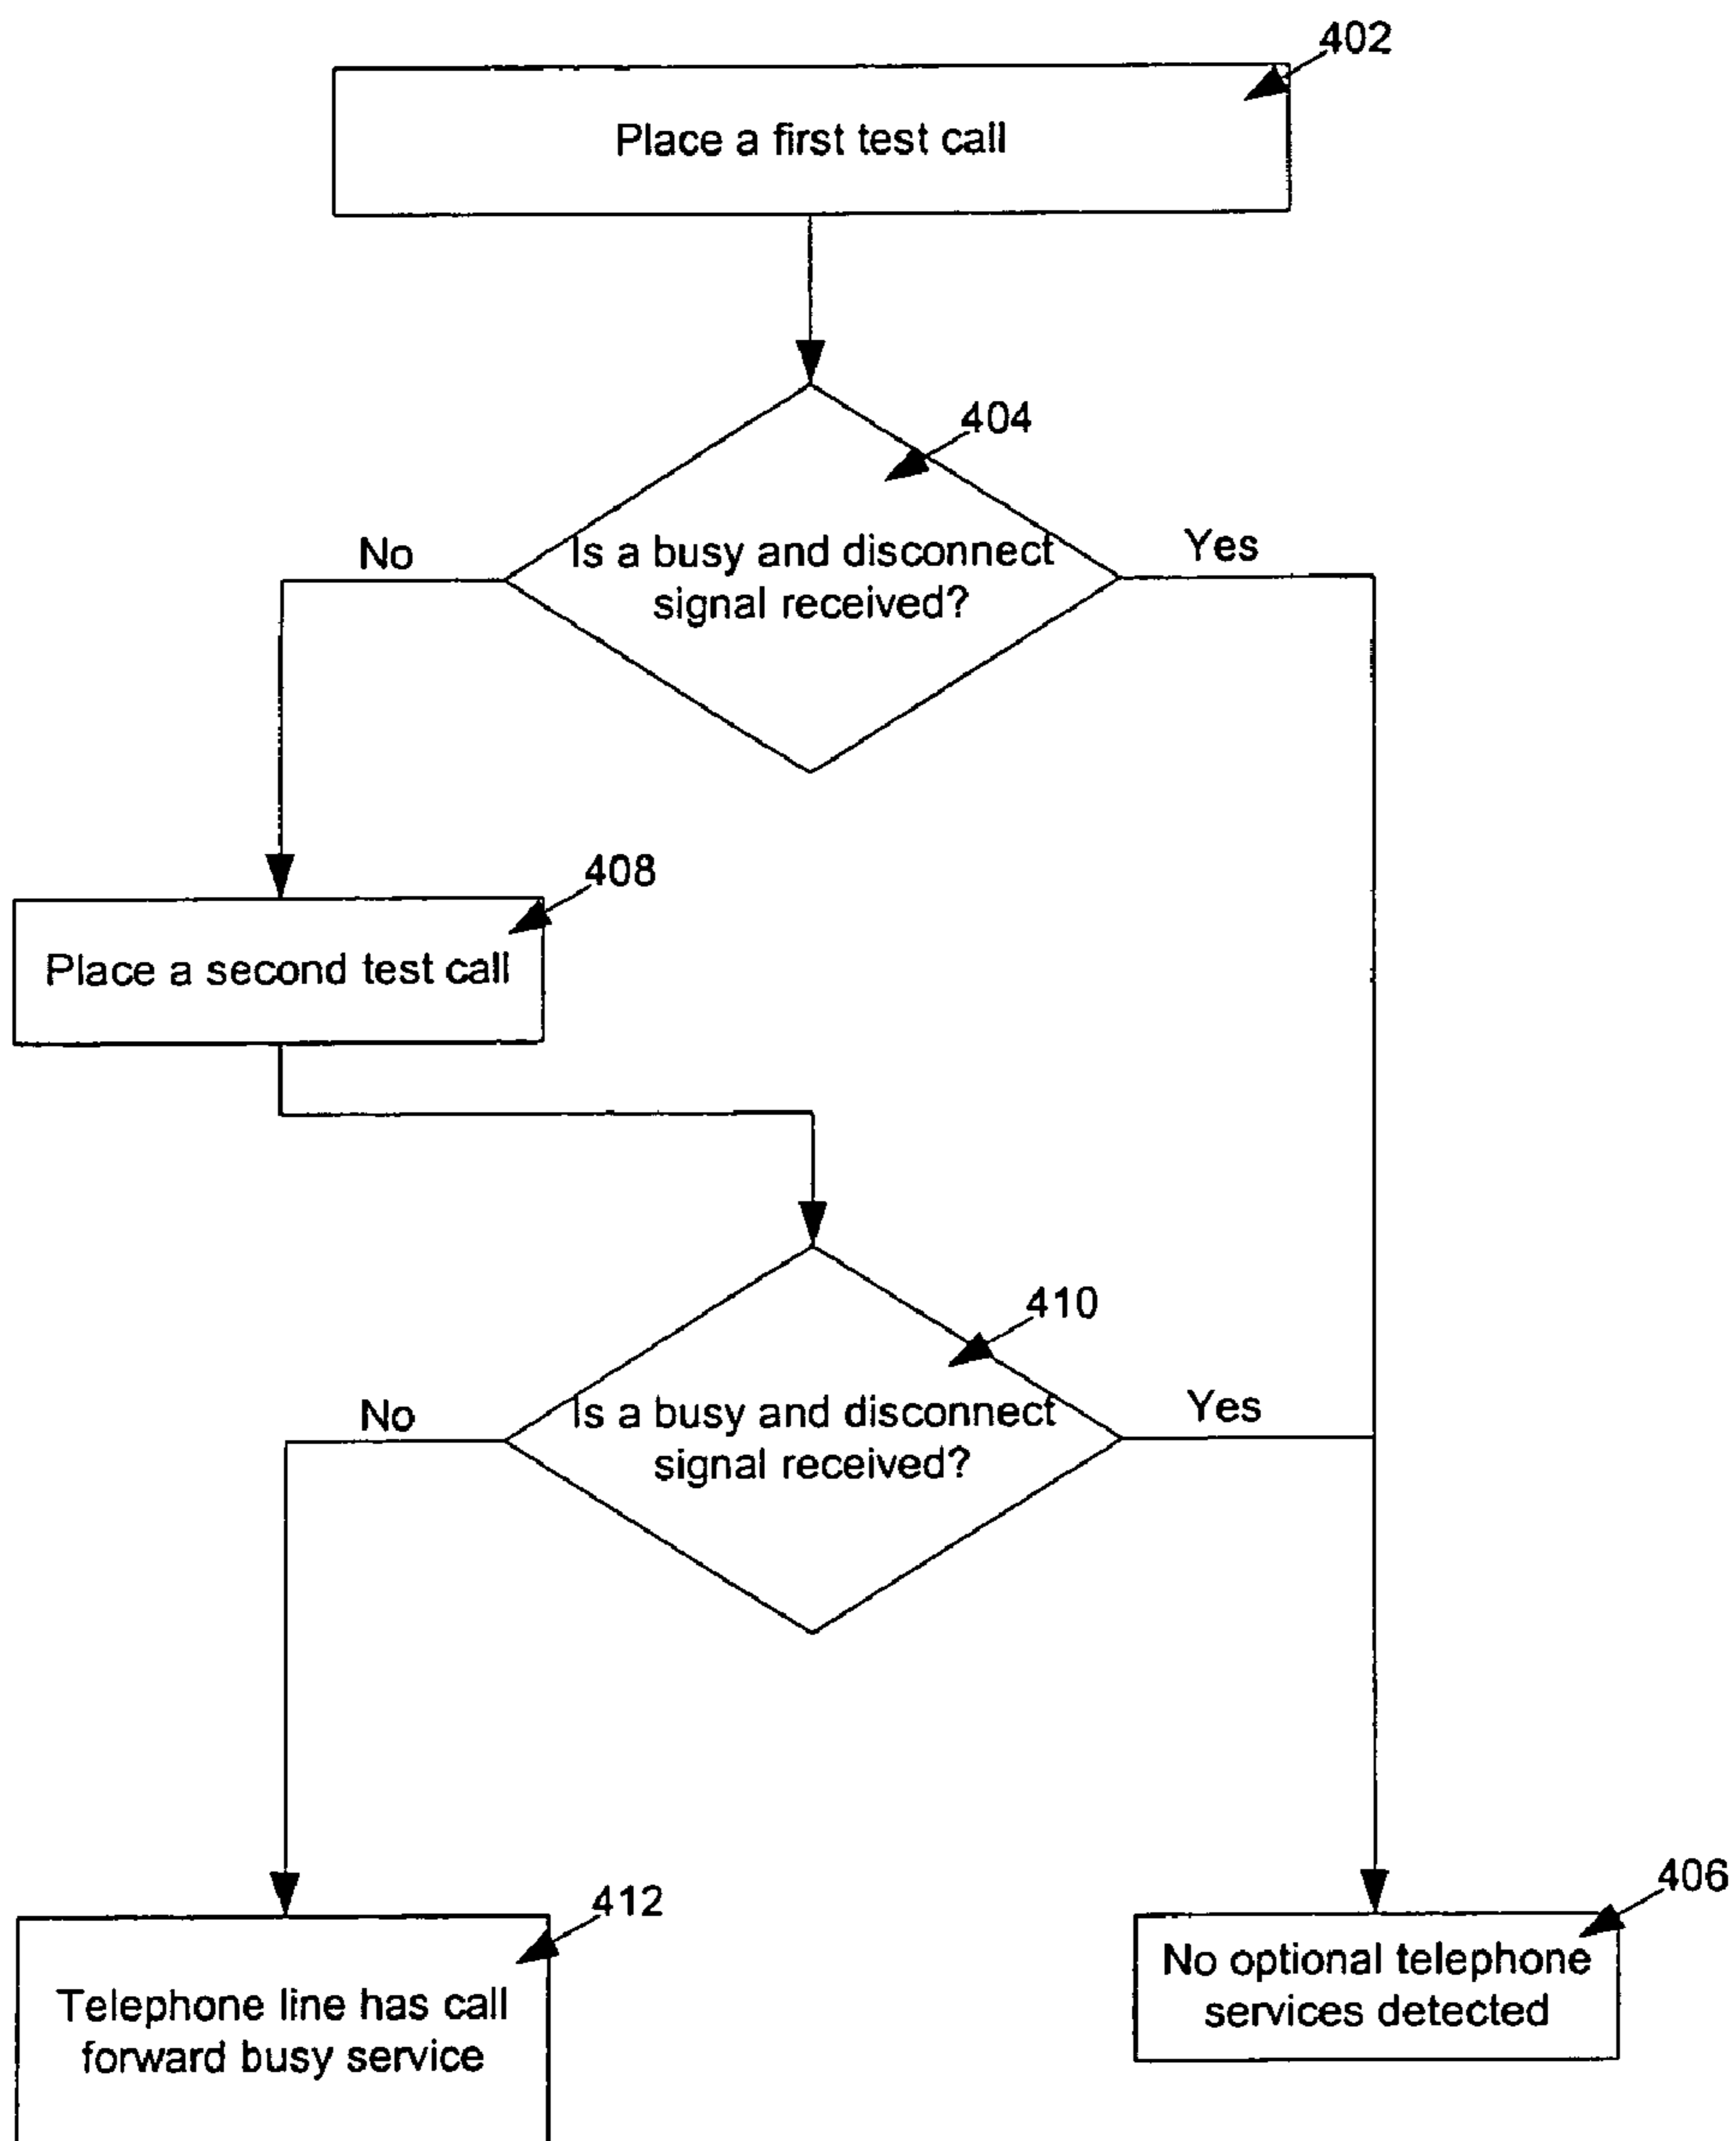 402
Place a first test call
404
No
Is a busy and disconnect
signal received?
Yes
408
Place a second test call
410
No
Is a busy and disconnect
signal received?
Yes
412
Telephone line has call
forward busy service
406
No optional telephone
services detected